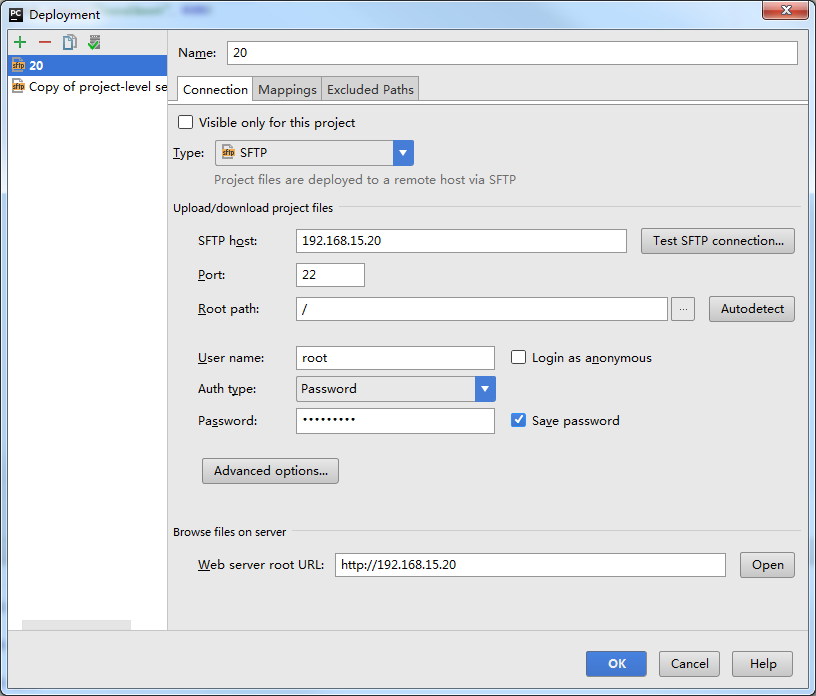 PC Deployment
sftp 20
sftp Copy of project-level se
Name: 20
Connection Mappings Excluded Paths
Visible only for this project
Type: sftp SFTP
Project files are deployed to a remote host via SFTP
Upload/download project files
SFTP host: 192.168.15.20 Test SFTP connection...
Port: 22
Root path: / ... Autodetect
User name: root Login as anonymous
Auth type: Password
Password: ••••••••• Save password
Advanced options...
Browse files on server
Web server root URL: http://192.168.15.20 Open
OK Cancel Help